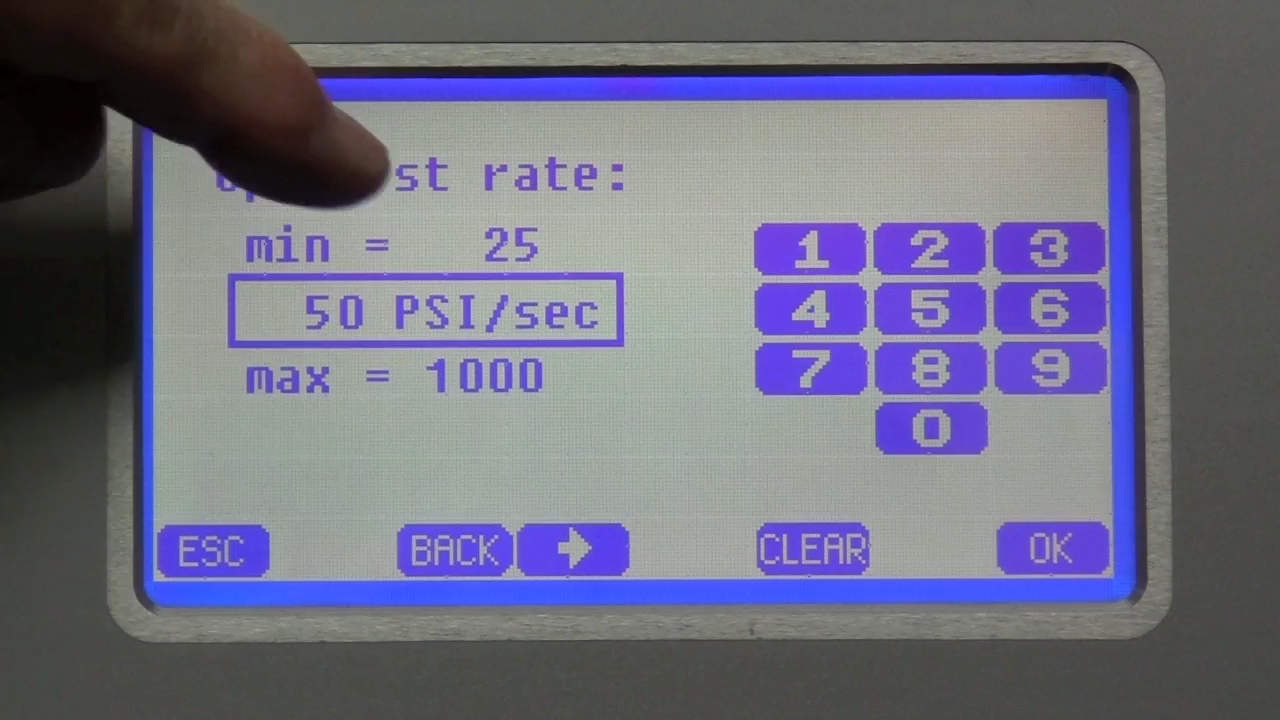 rate:
min = 25
50 PSI/sec
max = 1000
1 2 3
4 5 6
7 8 9
0
ESC BACK CLEAR OK